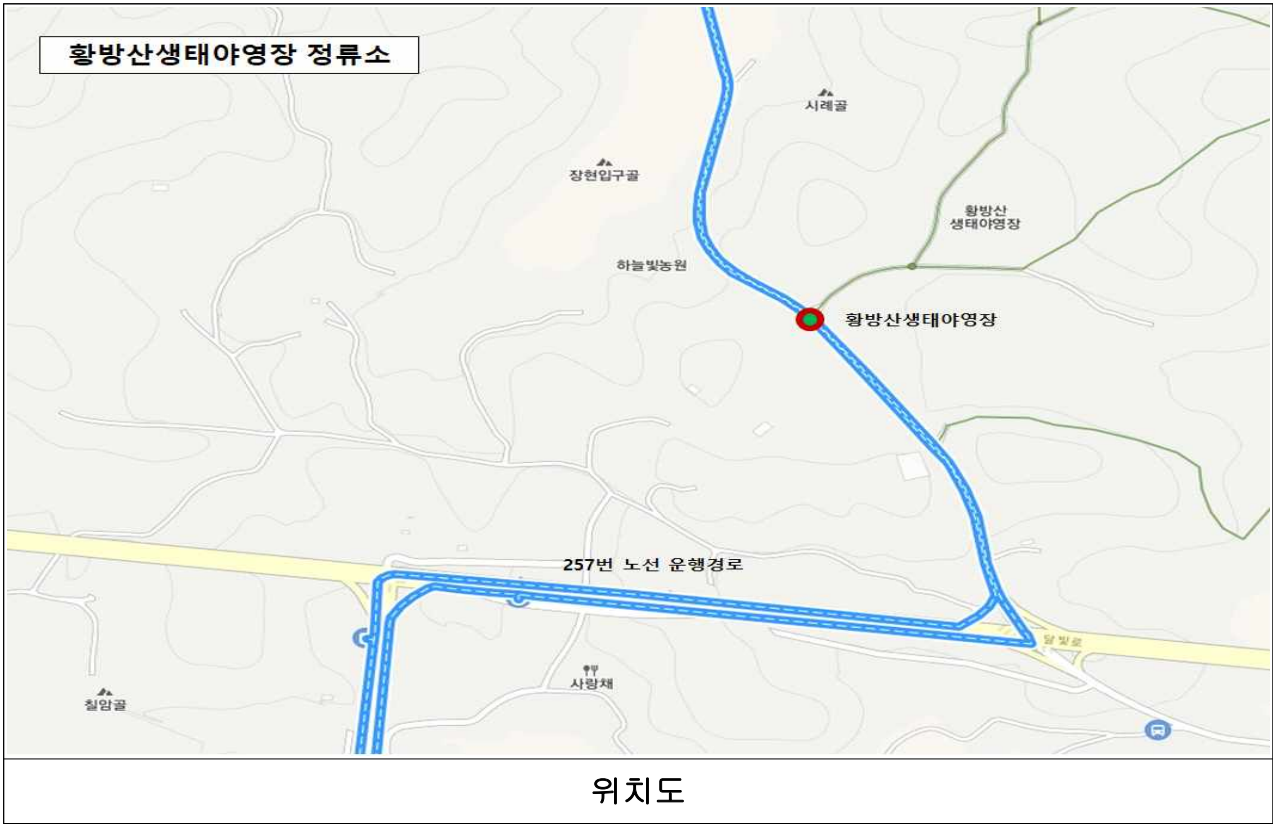 황방산생태야영장 정류소
시례골
장현입구골
황방산
생태야영장
하늘빛농원
황방산생태야영장
257번 노선 운행경로
달빛로
사랑채
칠암골
위치도